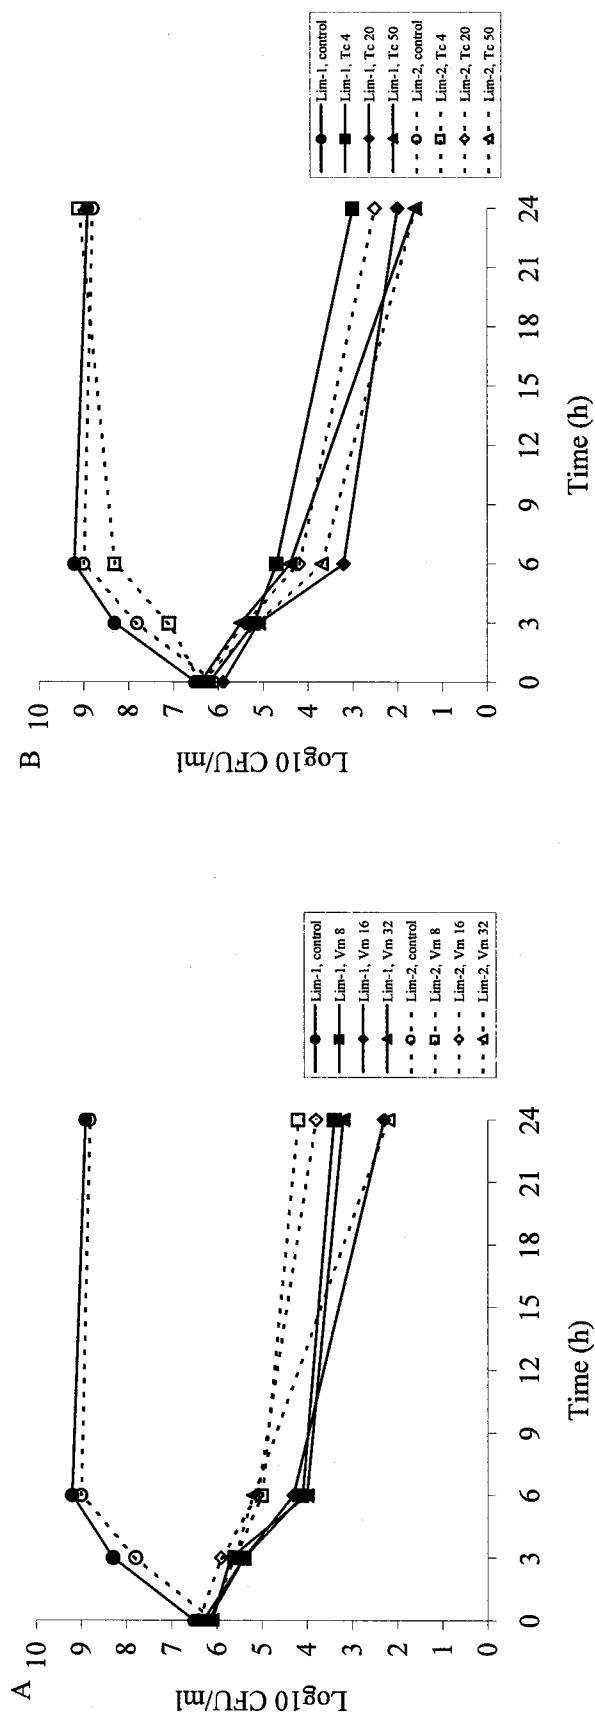 A
Log10 CFU/ml
10
9
8
7
6
5
4
3
2
1
0
0 3 6 9 12 15 18 21 24
Time (h)
Lim-1, control
Lim-1, Vm 8
Lim-1, Vm 16
Lim-1, Vm 32
Lim-2, control
Lim-2, Vm 8
Lim-2, Vm 16
Lim-2, Vm 32
B
Log10 CFU/ml
10
9
8
7
6
5
4
3
2
1
0
0 3 6 9 12 15 18 21 24
Time (h)
Lim-1, control
Lim-1, Tc 4
Lim-1, Tc 20
Lim-1, Tc 50
Lim-2, control
Lim-2, Tc 4
Lim-2, Tc 20
Lim-2, Tc 50